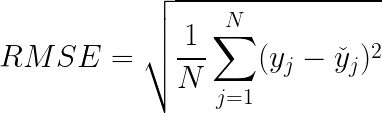 RMSE = \sqrt{\frac{1}{N} \sum_{j=1}^{N} (y_j - \check{y}_j)^2}